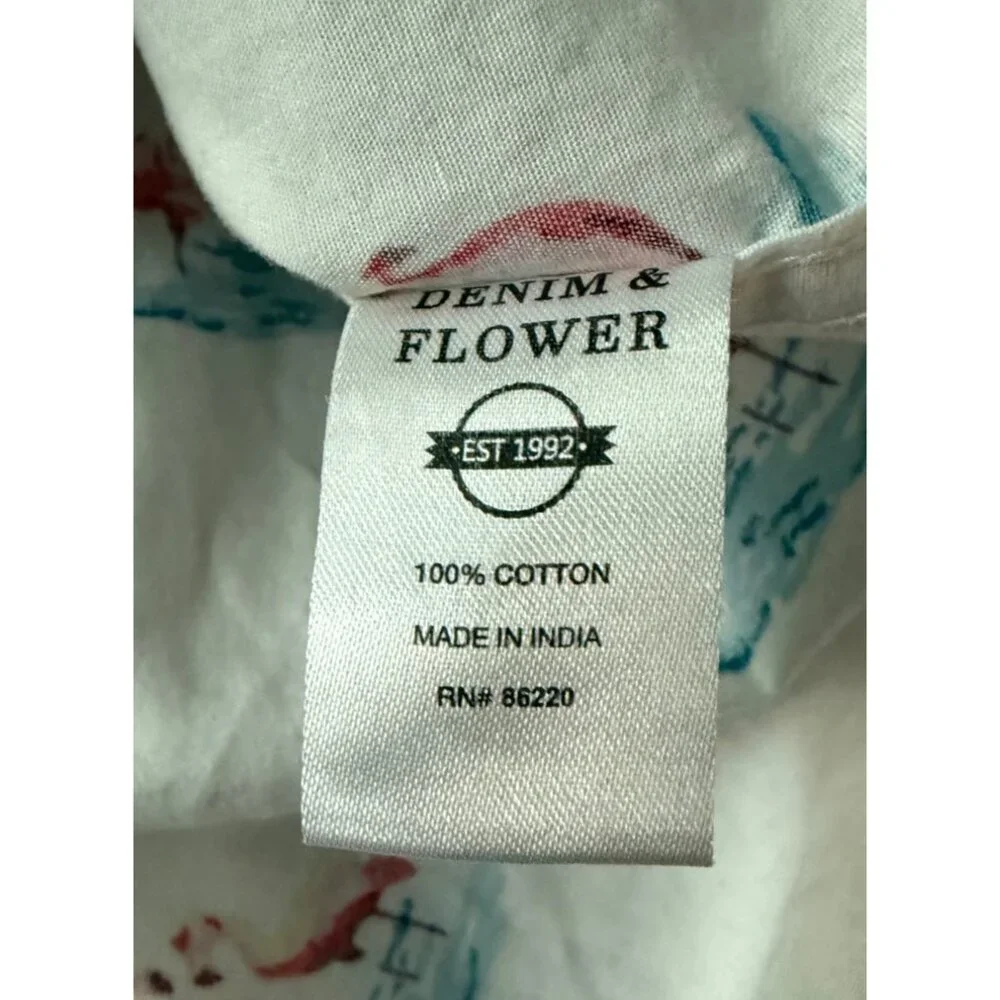 DENIM &
FLOWER
·EST 1992·
100% COTTON
MADE IN INDIA
RN# 86220